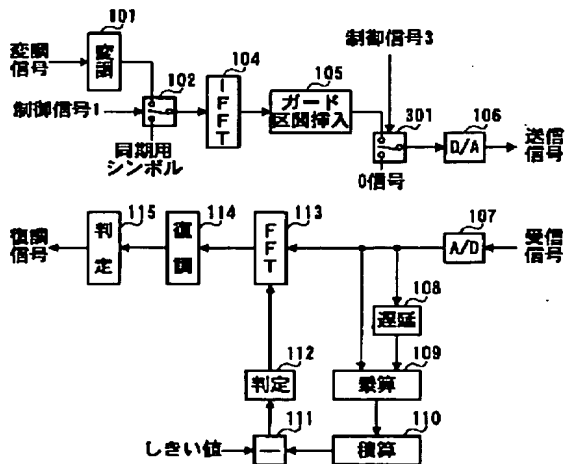 101
変調
信号
変
調
制御信号1
102
同期用
シンボル
104
I
F
F
T
105
ガード
区間挿入
制御信号3
301
0信号
106
D/A
送信
信号
復調
信号
115
判
定
114
復
調
113
F
F
T
107
A/D
受信
信号
108
遅延
112
判定
109
乗算
111
しきい値
110
積算